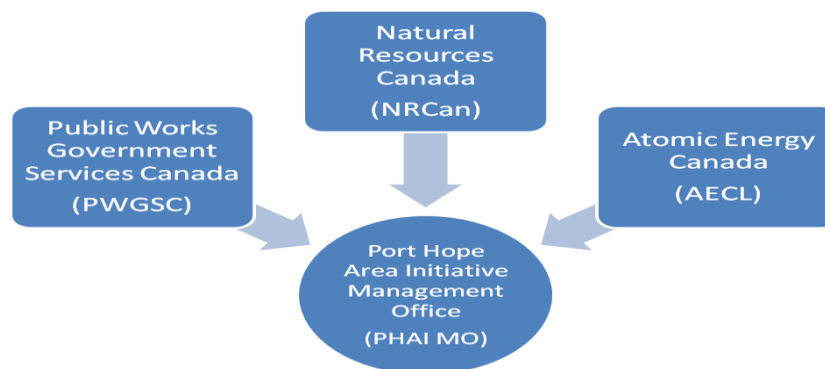 Natural
Resources
Canada
(NRCan)
Public Works
Government
Services Canada
(PWGSC)
Atomic Energy
Canada
(AECL)
Port Hope
Area Initiative
Management
Office
(PHAI MO)